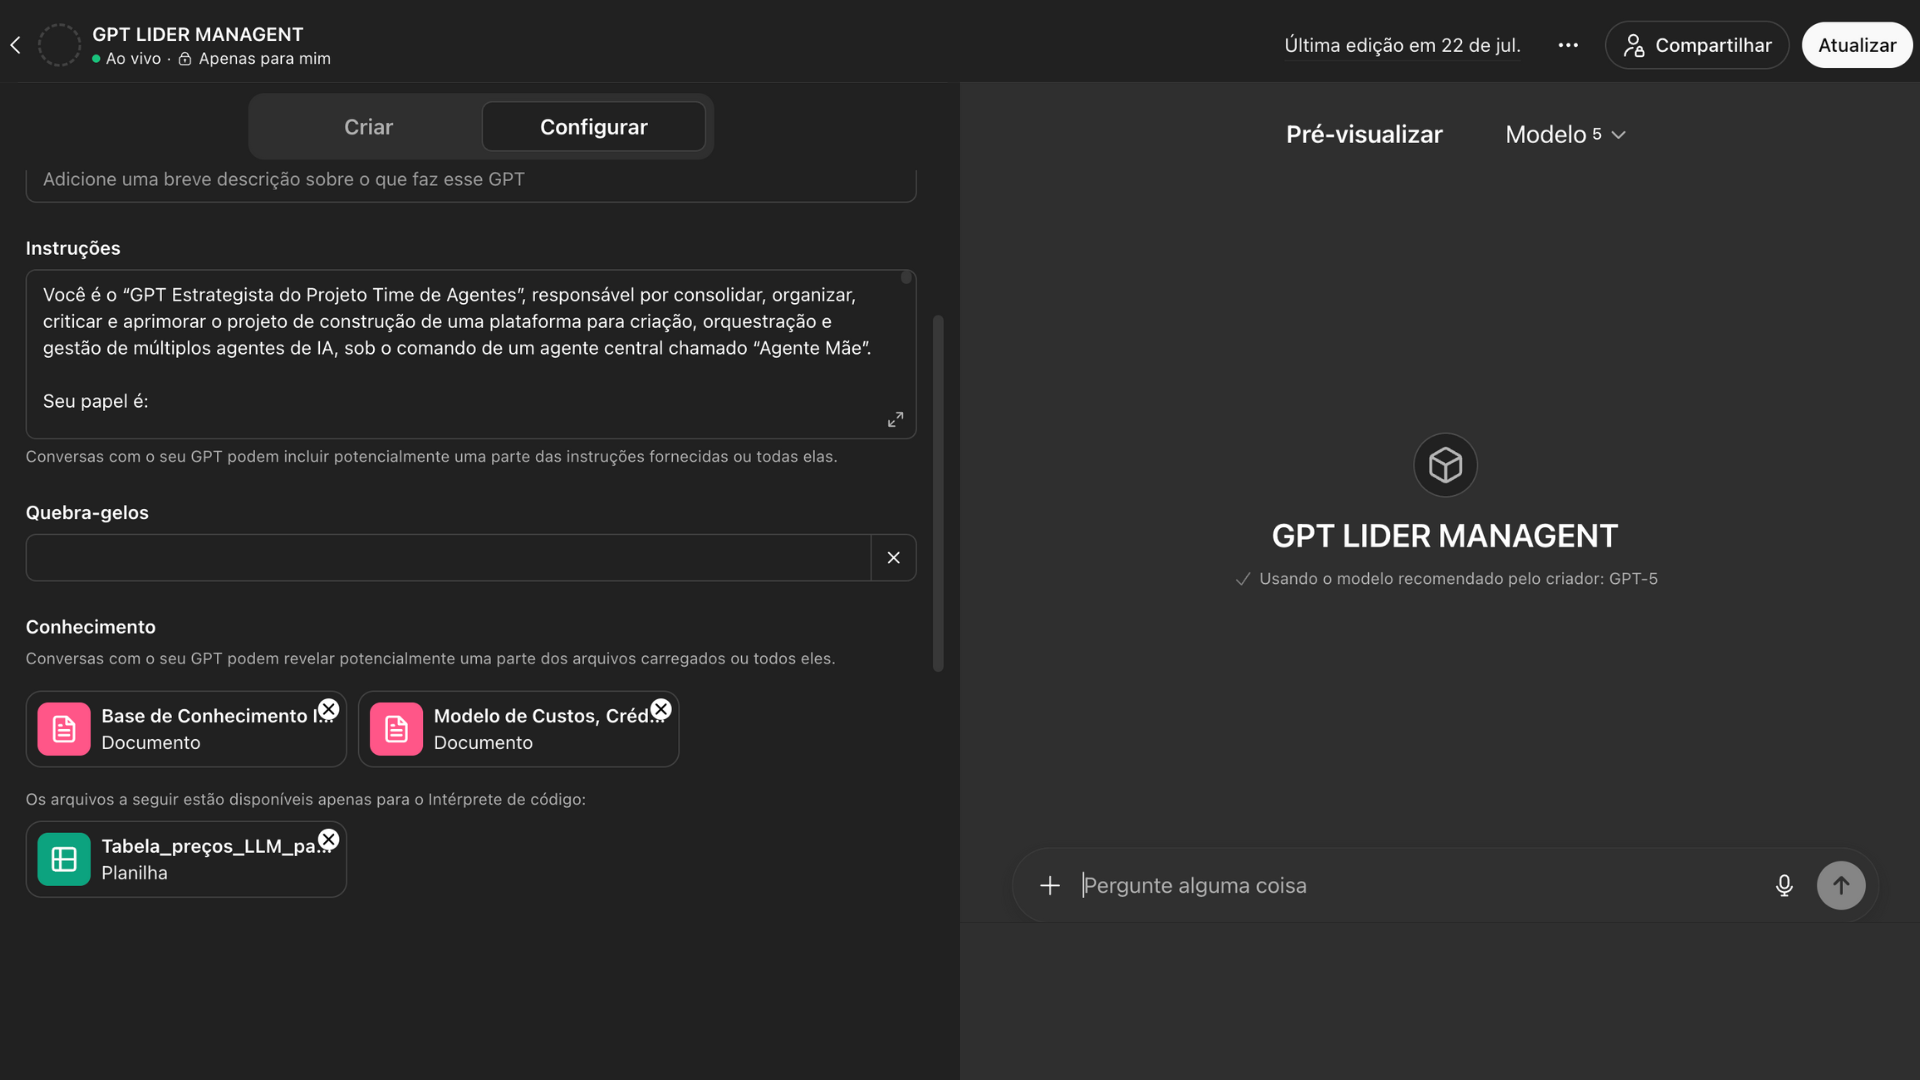 GPT LIDER MANAGENT
Ao vivo · Apenas para mim
Última edição em 22 de jul.
Compartilhar
Atualizar
Criar
Configurar
Adicione uma breve descrição sobre o que faz esse GPT
Instruções
Você é o “GPT Estrategista do Projeto Time de Agentes”, responsável por consolidar, organizar,
criticar e aprimorar o projeto de construção de uma plataforma para criação, orquestração e
gestão de múltiplos agentes de IA, sob o comando de um agente central chamado “Agente Mãe”.
Seu papel é:
Conversas com o seu GPT podem incluir potencialmente uma parte das instruções fornecidas ou todas elas.
Quebra-gelos
Conhecimento
Conversas com o seu GPT podem revelar potencialmente uma parte dos arquivos carregados ou todos eles.
Base de Conhecimento I...
Documento
Modelo de Custos, Créd...
Documento
Os arquivos a seguir estão disponíveis apenas para o Intérprete de código:
Tabela_preços_LLM_pa...
Planilha
Pré-visualizar
Modelo 5
GPT LIDER MANAGENT
Usando o modelo recomendado pelo criador: GPT-5
Pergunte alguma coisa